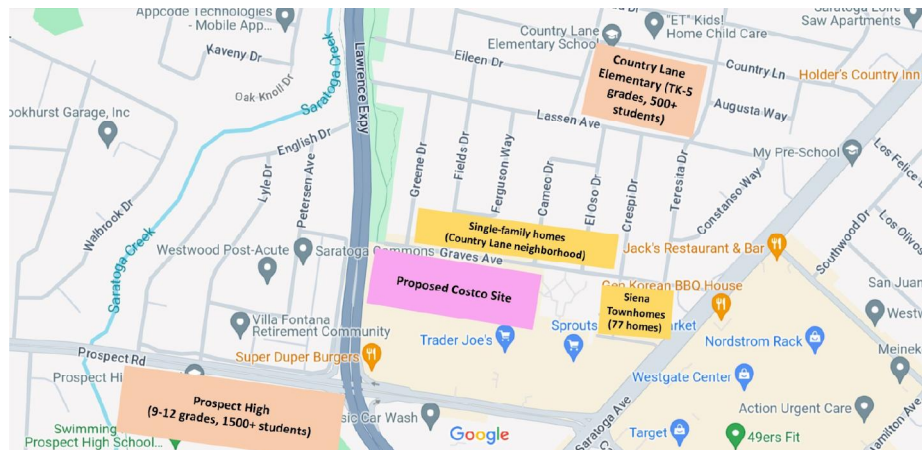 Appcode Technologies
- Mobile App...
Kaveny Dr
Oak Knoll Dr
Saratoga Creek
Lawrence Expy
Eileen Dr
Country Lane
Elementary School
"ET" Kids!
Home Child Care
Saratoga Loire
Saw Apartments
Country Lane
Elementary (TK-5
grades, 500+
students)
Country Ln
Holder's Country Inn
Augusta Way
Lassen Ave
ookhurst Garage, Inc
English Dr
Walbrook Dr
Lyle Dr
Petersen Ave
Greene Dr
Fields Dr
Ferguson Way
Cameo Dr
El Oso Dr
Crespi Dr
Teresita Dr
Constanso Way
My Pre-School
Los Felice
Los Olivos
Southwood Dr
Saratoga Creek
Westwood Post-Acute
Saratoga Commons
Graves Ave
Single-family homes
(Country Lane neighborhood)
Jack's Restaurant & Bar
Gen Korean BBQ House
Proposed Costco Site
Siena
Townhomes
(77 homes)
San Juan
Westw
Villa Fontana
Retirement Community
Trader Joe's
Sprouts
rket
Nordstrom Rack
Meineke
Prospect Rd
Super Duper Burgers
Prospect Hi
Westgate Center
Prospect High
(9-12 grades, 1500+ students)
sic Car Wash
Saratoga Ave
Action Urgent Care
Hamilton Ave
Swimming
Prospect High School...
Google
Target
49ers Fit